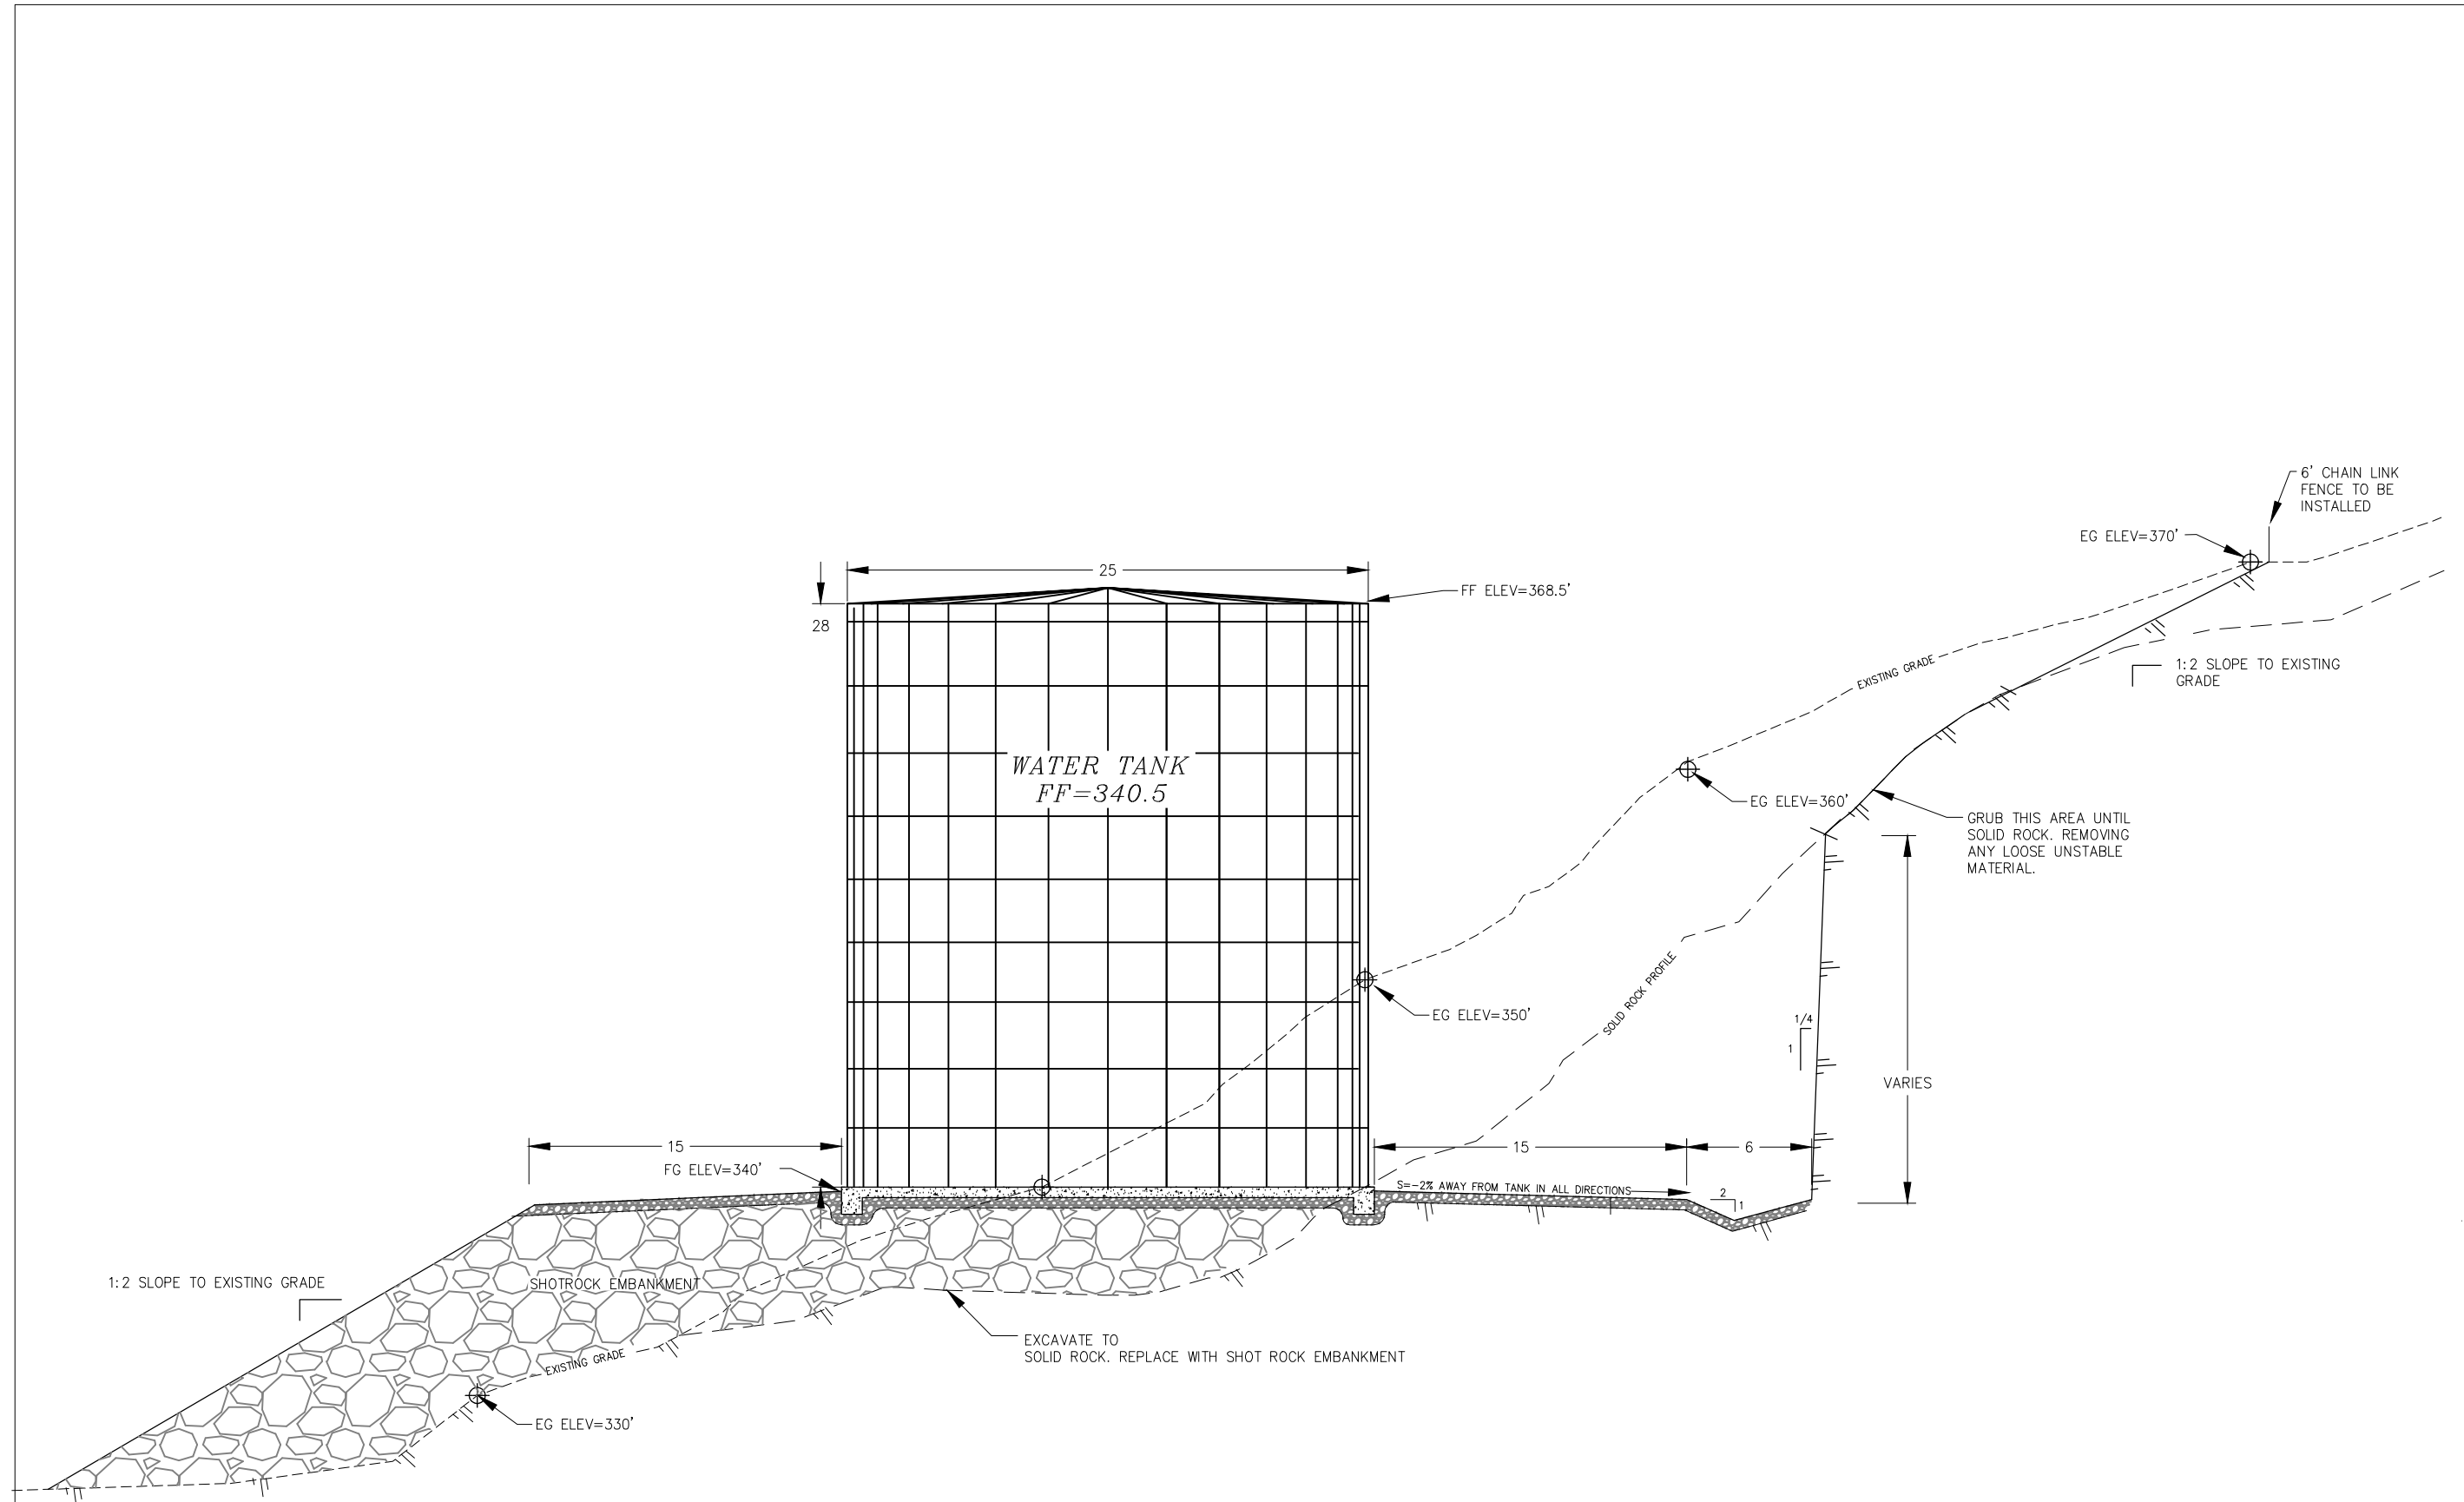 6' CHAIN LINK
FENCE TO BE
INSTALLED
EG ELEV=370'
25
FF ELEV=368.5'
28
EXISTING GRADE
1:2 SLOPE TO EXISTING
GRADE
WATER TANK
FF=340.5
EG ELEV=360'
GRUB THIS AREA UNTIL
SOLID ROCK. REMOVING
ANY LOOSE UNSTABLE
MATERIAL.
SOLID ROCK PROFILE
EG ELEV=350'
1/4
1
VARIES
15
15
6
FG ELEV=340'
S=-2% AWAY FROM TANK IN ALL DIRECTIONS
2
1
1:2 SLOPE TO EXISTING GRADE
SHOTROCK EMBANKMENT
EXCAVATE TO
SOLID ROCK. REPLACE WITH SHOT ROCK EMBANKMENT
EXISTING GRADE
EG ELEV=330'